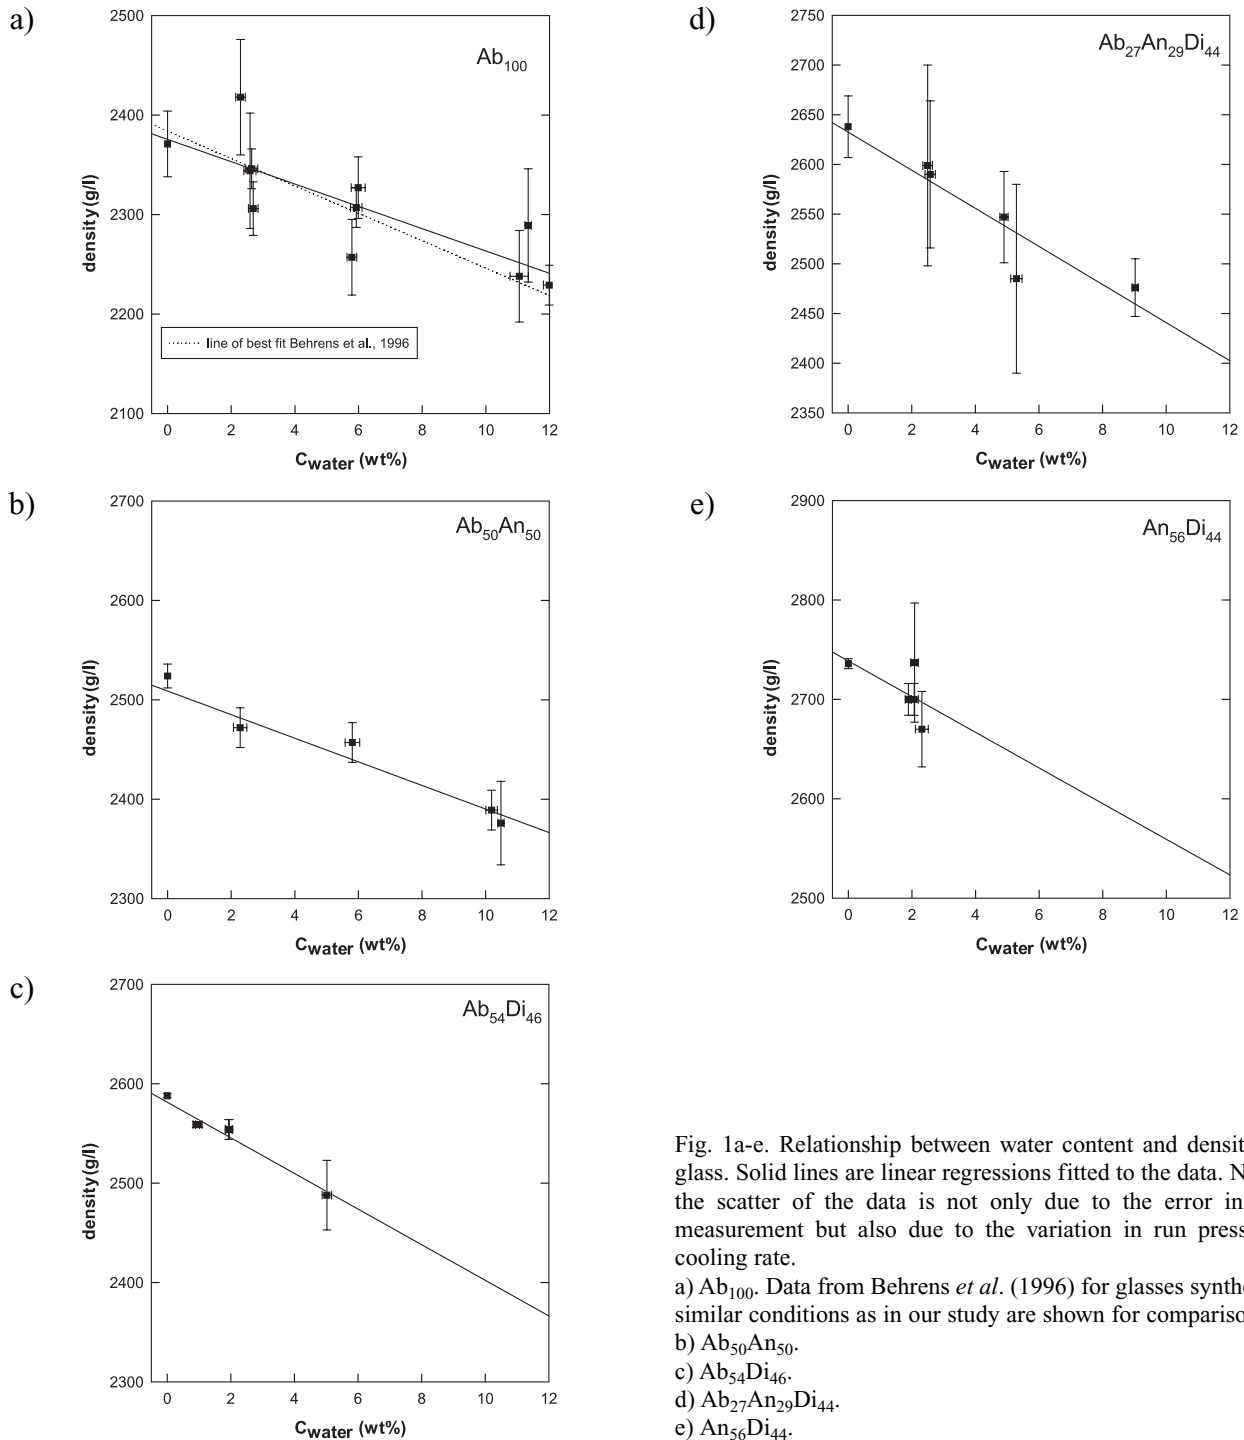 a)
2500
2400
2300
2200
2100
density(g/l)
Ab100
line of best fit Behrens et al., 1996
0 2 4 6 8 10 12
Cwater (wt%)
b)
2700
2600
2500
2400
2300
density(g/l)
Ab50An50
0 2 4 6 8 10 12
Cwater (wt%)
c)
2700
2600
2500
2400
2300
density(g/l)
Ab54Di46
0 2 4 6 8 10 12
Cwater (wt%)
d)
2750
2700
2650
2600
2550
2500
2450
2400
2350
density(g/l)
Ab27An29Di44
0 2 4 6 8 10 12
Cwater (wt%)
e)
2900
2800
2700
2600
2500
density(g/l)
An56Di44
0 2 4 6 8 10 12
Cwater (wt%)
Fig. 1a-e. Relationship between water content and densit
glass. Solid lines are linear regressions fitted to the data. N
the scatter of the data is not only due to the error in
measurement but also due to the variation in run press
cooling rate.
a) Ab100. Data from Behrens et al. (1996) for glasses synthe
similar conditions as in our study are shown for compariso
b) Ab50An50.
c) Ab54Di46.
d) Ab27An29Di44.
e) An56Di44.